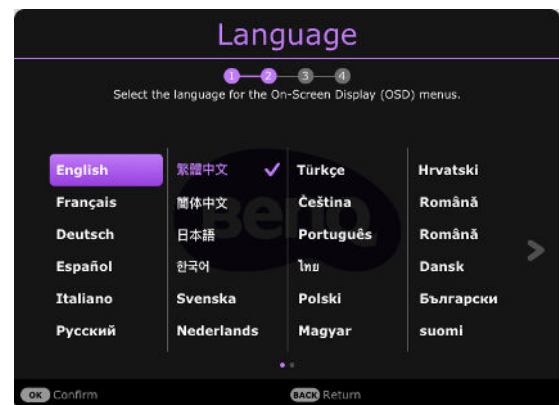 Language
1 2 3 4
Select the language for the On-Screen Display (OSD) menus.
BenQ
English 繁體中文 Türkçe Hrvatski
Français 简体中文 Čeština Română
Deutsch 日本語 Português Română
Español 한국어 ไทย Dansk
Italiano Svenska Polski Български
Русский Nederlands Magyar suomi
OK Confirm BACK Return